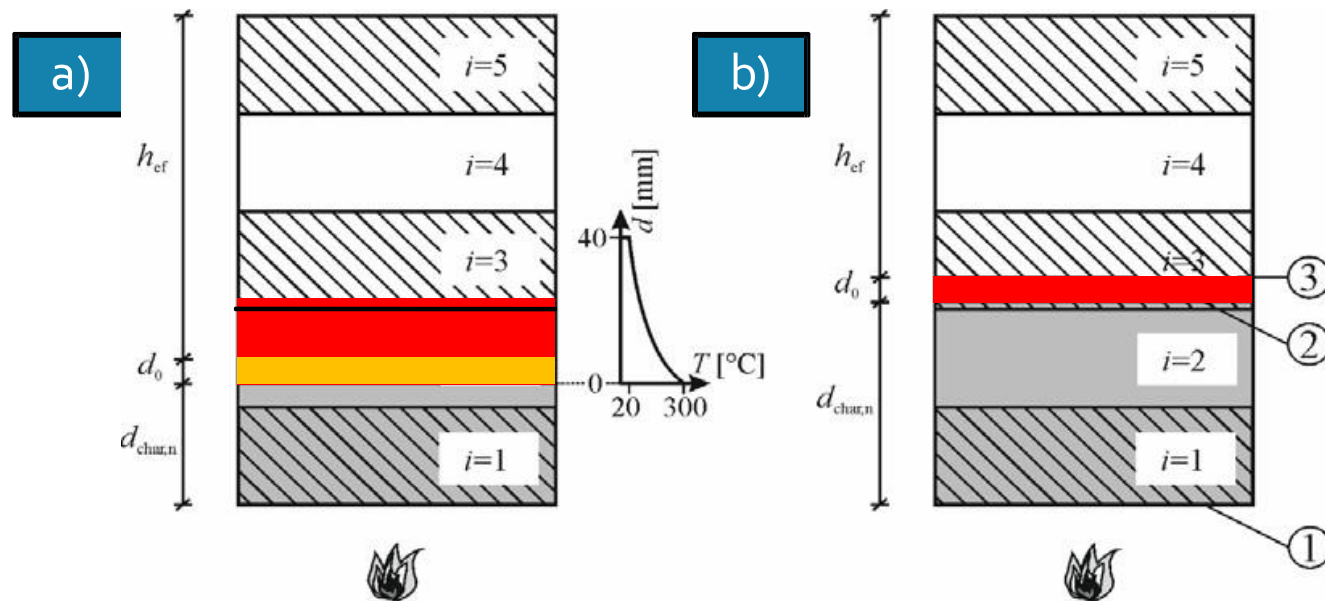 a)
h_ef
d_0
d_char,n
i=5
i=4
i=3
i=1
d [mm]
40
0
20
300
T [°C]
b)
h_ef
d_0
d_char,n
i=5
i=4
i=3
i=2
i=1
3
2
1